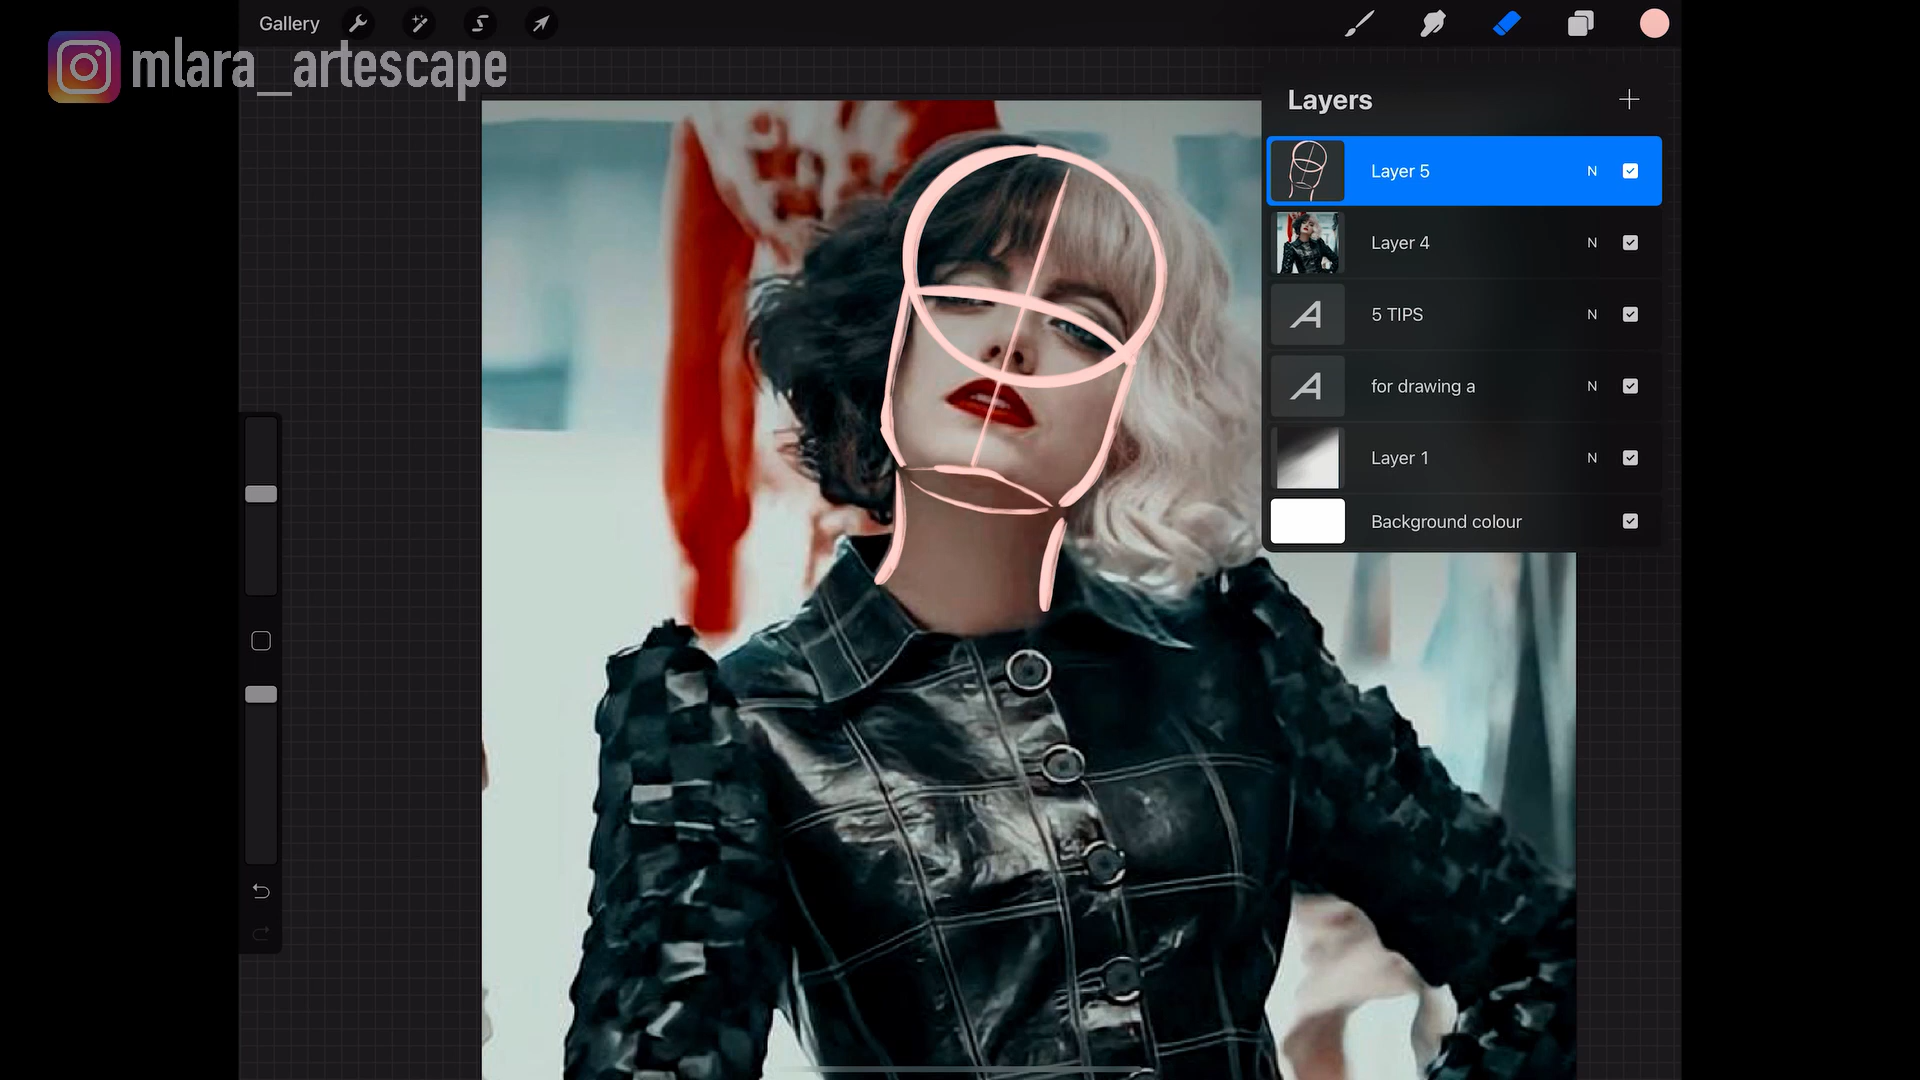 Gallery
mlara_artescape
Layers
Layer 5 N
Layer 4 N
5 TIPS N
for drawing a N
Layer 1 N
Background colour